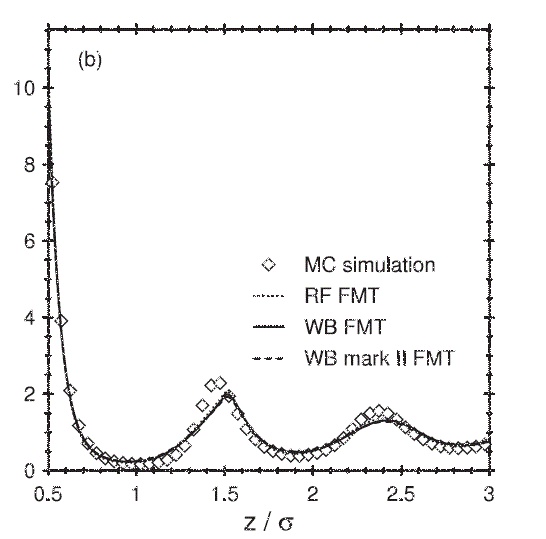 (b)
10
8
6
4
2
0
MC simulation
RF FMT
WB FMT
WB mark II FMT
0.5 1 1.5 2 2.5 3
z / σ